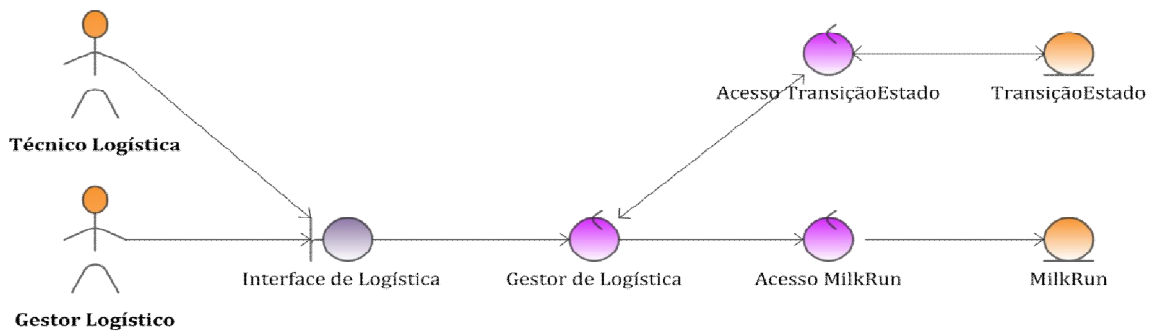 Acesso TransiçãoEstado
TransiçãoEstado
Técnico Logística
Interface de Logística
Gestor de Logística
Acesso MilkRun
MilkRun
Gestor Logístico